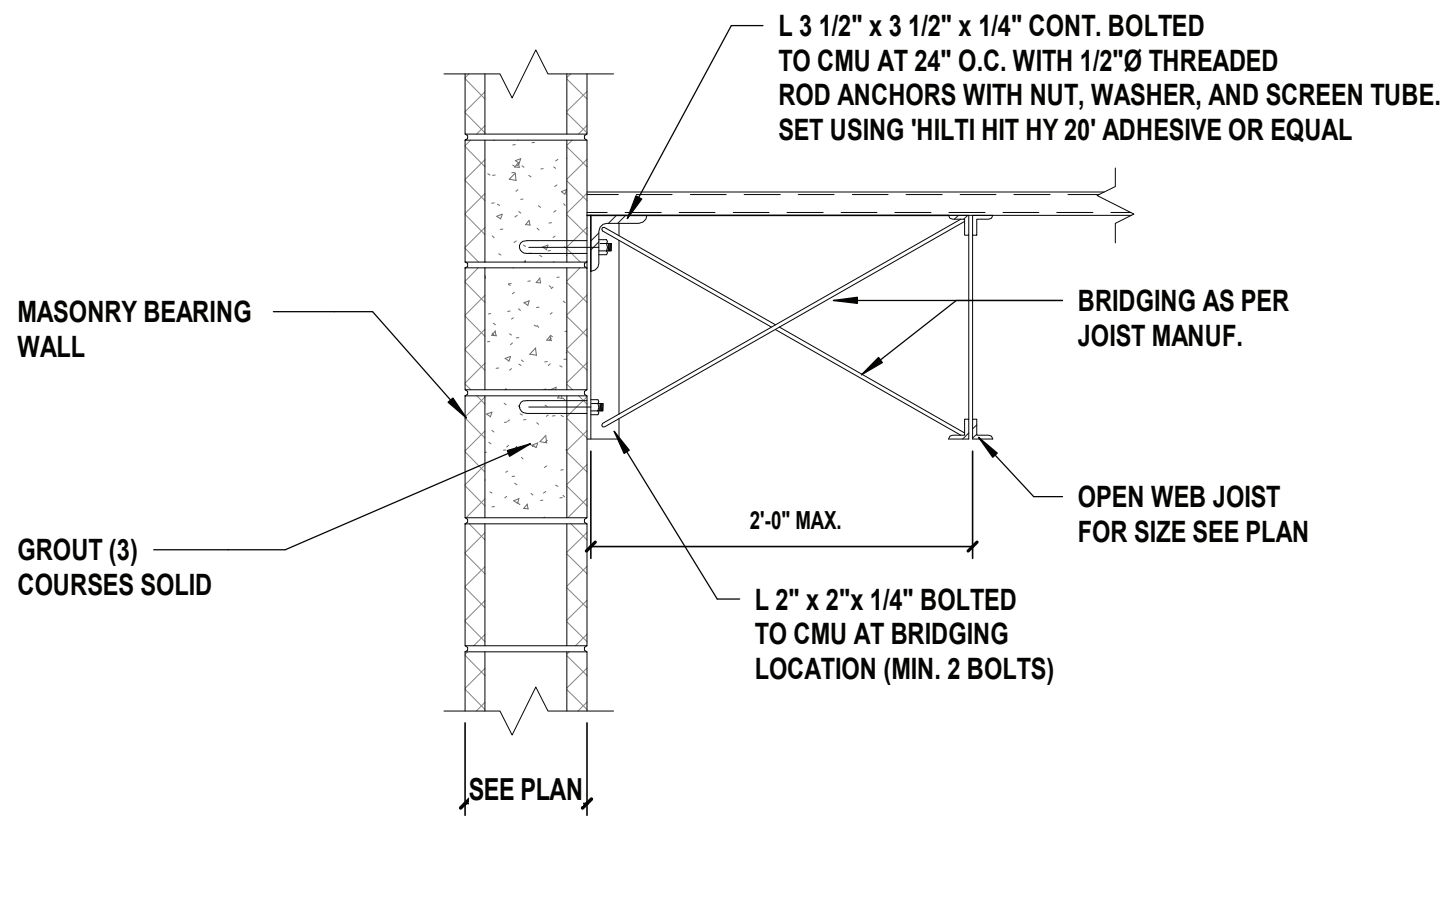 L 3 1/2" x 3 1/2" x 1/4" CONT. BOLTED
TO CMU AT 24" O.C. WITH 1/2"Ø THREADED
ROD ANCHORS WITH NUT, WASHER, AND SCREEN TUBE.
SET USING 'HILTI HIT HY 20' ADHESIVE OR EQUAL
MASONRY BEARING
WALL
BRIDGING AS PER
JOIST MANUF.
OPEN WEB JOIST
FOR SIZE SEE PLAN
2'-0" MAX.
GROUT (3)
COURSES SOLID
L 2" x 2"x 1/4" BOLTED
TO CMU AT BRIDGING
LOCATION (MIN. 2 BOLTS)
SEE PLAN